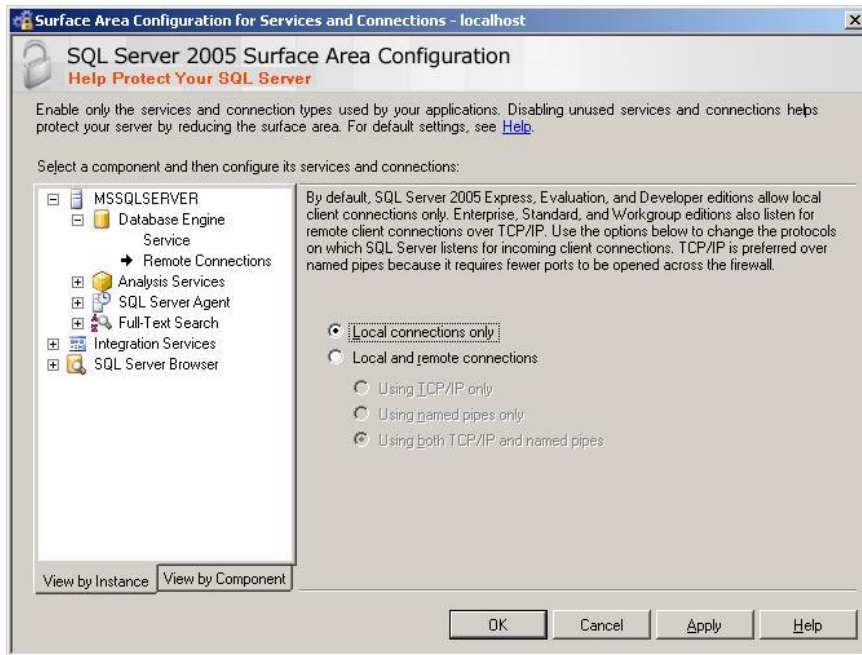 Surface Area Configuration for Services and Connections - localhost
SQL Server 2005 Surface Area Configuration
Help Protect Your SQL Server
Enable only the services and connection types used by your applications. Disabling unused services and connections helps
protect your server by reducing the surface area. For default settings, see Help.
Select a component and then configure its services and connections:
MSSQLSERVER
Database Engine
Service
Remote Connections
Analysis Services
SQL Server Agent
Full-Text Search
Integration Services
SQL Server Browser
View by Instance
View by Component
By default, SQL Server 2005 Express, Evaluation, and Developer editions allow local
client connections only. Enterprise, Standard, and Workgroup editions also listen for
remote client connections over TCP/IP. Use the options below to change the protocols
on which SQL Server listens for incoming client connections. TCP/IP is preferred over
named pipes because it requires fewer ports to be opened across the firewall.
Local connections only
Local and remote connections
Using TCP/IP only
Using named pipes only
Using both TCP/IP and named pipes
OK
Cancel
Apply
Help